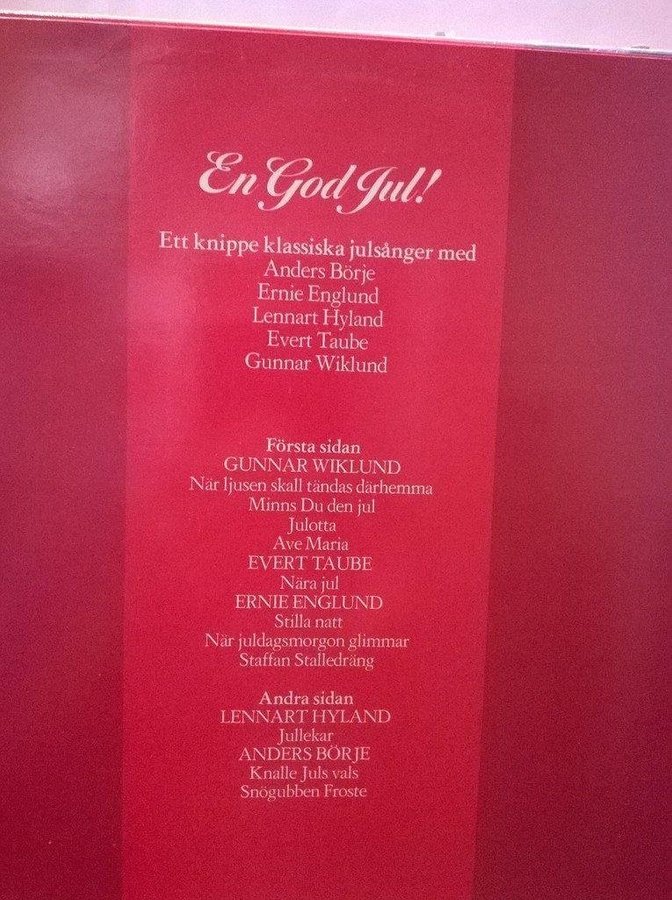 En God Jul!
Ett knippe klassiska julsånger med
Anders Börje
Ernie Englund
Lennart Hyland
Evert Taube
Gunnar Wiklund
Första sidan
GUNNAR WIKLUND
När ljusen skall tändas därhemma
Minns Du den jul
Julotta
Ave Maria
EVERT TAUBE
Nära jul
ERNIE ENGLUND
Stilla natt
När juldagsmorgon glimmar
Staffan Stalledräng
Andra sidan
LENNART HYLAND
Jullekar
ANDERS BÖRJE
Knalle Juls vals
Snögubben Froste